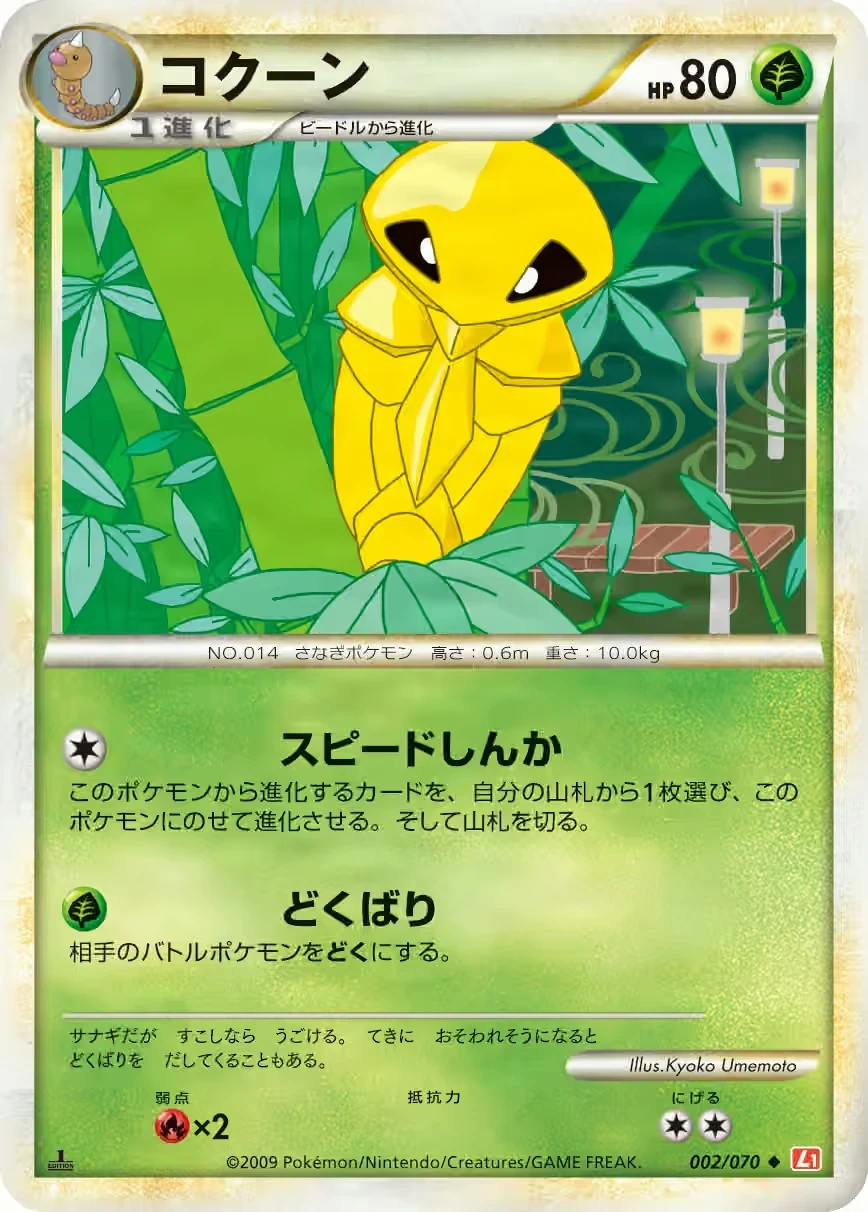 コクーン
HP80
1進化
ビードルから進化
NO.014 さなぎポケモン 高さ：0.6m 重さ：10.0kg
スピードしんか
このポケモンから進化するカードを、自分の山札から1枚選び、この
ポケモンにのせて進化させる。そして山札を切る。
どくばり
相手のバトルポケモンをどくにする。
サナギだが すこしなら うごける。 てきに おそわれそうになると
どくばりを だしてくることもある。
Illus.Kyoko Umemoto
弱点 抵抗力 にげる
×2
1 EDITION
©2009 Pokémon/Nintendo/Creatures/GAME FREAK.
002/070 ◆ L1